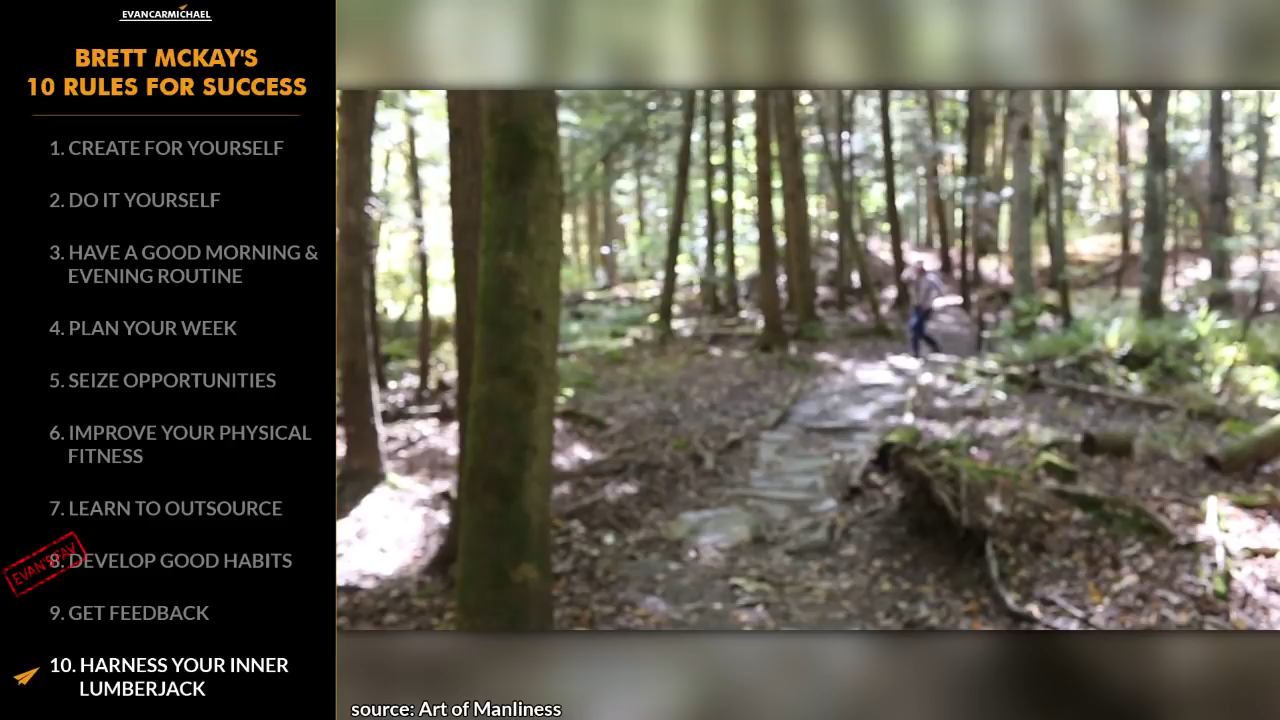 EVANCARMICHAEL
BRETT MCKAY'S
10 RULES FOR SUCCESS
1. CREATE FOR YOURSELF
2. DO IT YOURSELF
3. HAVE A GOOD MORNING &
EVENING ROUTINE
4. PLAN YOUR WEEK
5. SEIZE OPPORTUNITIES
6. IMPROVE YOUR PHYSICAL
FITNESS
7. LEARN TO OUTSOURCE
EVAN'S FAV
8. DEVELOP GOOD HABITS
9. GET FEEDBACK
10. HARNESS YOUR INNER
LUMBERJACK
source: Art of Manliness